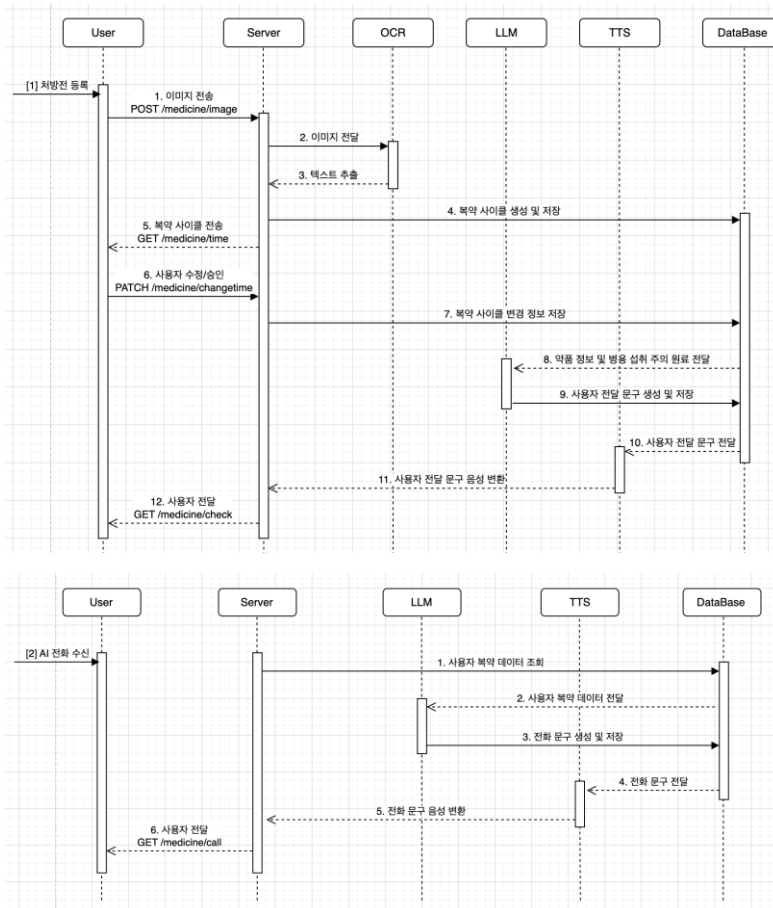 User Server OCR LLM TTS DataBase
[1] 처방전 등록
1. 이미지 전송
POST /medicine/image
2. 이미지 전달
3. 텍스트 추출
4. 복약 사이클 생성 및 저장
5. 복약 사이클 전송
GET /medicine/time
6. 사용자 수정/승인
PATCH /medicine/changetime
7. 복약 사이클 변경 정보 저장
8. 약품 정보 및 병용 섭취 주의 원료 전달
9. 사용자 전달 문구 생성 및 저장
10. 사용자 전달 문구 전달
11. 사용자 전달 문구 음성 변환
12. 사용자 전달
GET /medicine/check
User Server LLM TTS DataBase
[2] AI 전화 수신
1. 사용자 복약 데이터 조회
2. 사용자 복약 데이터 전달
3. 전화 문구 생성 및 저장
4. 전화 문구 전달
5. 전화 문구 음성 변환
6. 사용자 전달
GET /medicine/call